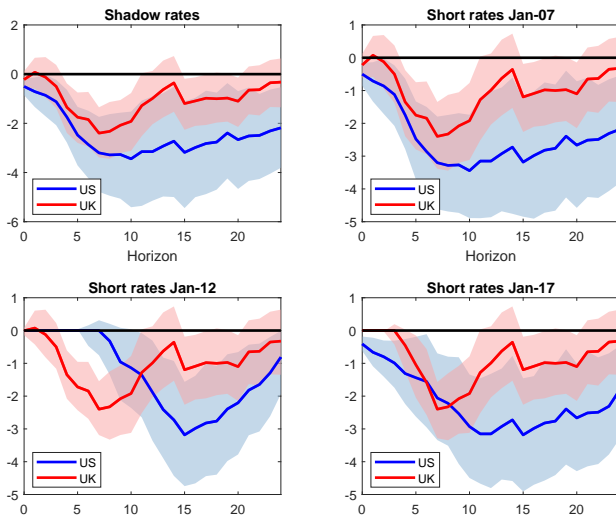 Shadow rates
2
0
-2
-4
-6
0 5 10 15 20
Horizon
US
UK
Short rates Jan-07
1
0
-1
-2
-3
-4
-5
0 5 10 15 20
Horizon
US
UK
Short rates Jan-12
1
0
-1
-2
-3
-4
-5
0 5 10 15 20
US
UK
Short rates Jan-17
1
0
-1
-2
-3
-4
-5
0 5 10 15 20
US
UK